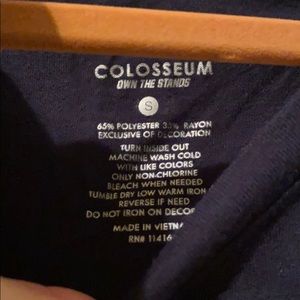 COLOSSEUM
OWN THE STANDS
S
65% POLYESTER 35% RAYON
EXCLUSIVE OF DECORATION
TURN INSIDE OUT
MACHINE WASH COLD
WITH LIKE COLORS
ONLY NON-CHLORINE
BLEACH WHEN NEEDED
TUMBLE DRY LOW WARM IRON
REVERSE IF NEED
DO NOT IRON ON DECOR
MADE IN VIETNA
RN# 11416